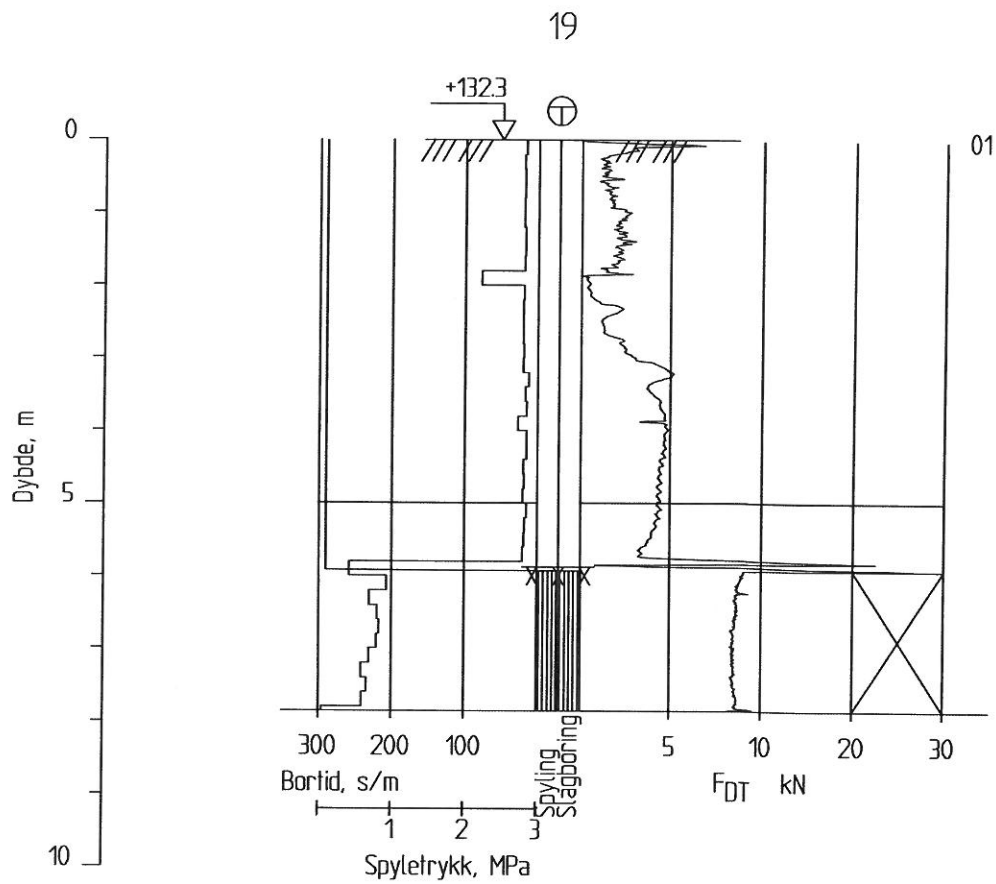 19
+132.3
T
0
01
Dybde, m
5
10
300 200 100
Bortid, s/m
1 2 3
Spyletrykk, MPa
Spyling
Slagboring
5 10 20 30
FDT kN